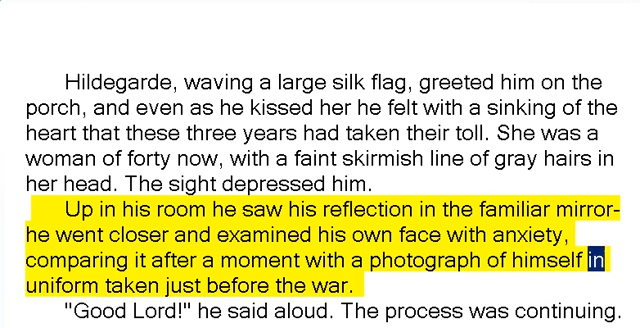 Hildegarde, waving a large silk flag, greeted him on the
porch, and even as he kissed her he felt with a sinking of the
heart that these three years had taken their toll. She was a
woman of forty now, with a faint skirmish line of gray hairs in
her head. The sight depressed him.
Up in his room he saw his reflection in the familiar mirror-
he went closer and examined his own face with anxiety,
comparing it after a moment with a photograph of himself in
uniform taken just before the war.
"Good Lord!" he said aloud. The process was continuing.